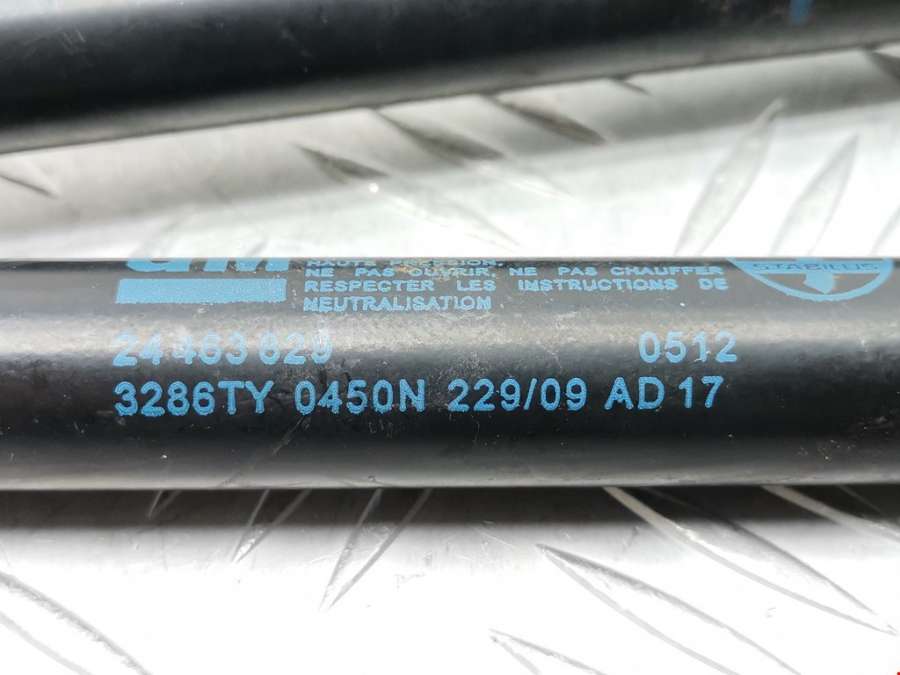 GM
HAUTE PRESSION.
NE PAS OUVRIR, NE PAS CHAUFFER
RESPECTER LES INSTRUCTIONS DE
NEUTRALISATION
STABILUS
24 463 829 0512
3286TY 0450N 229/09 AD 17